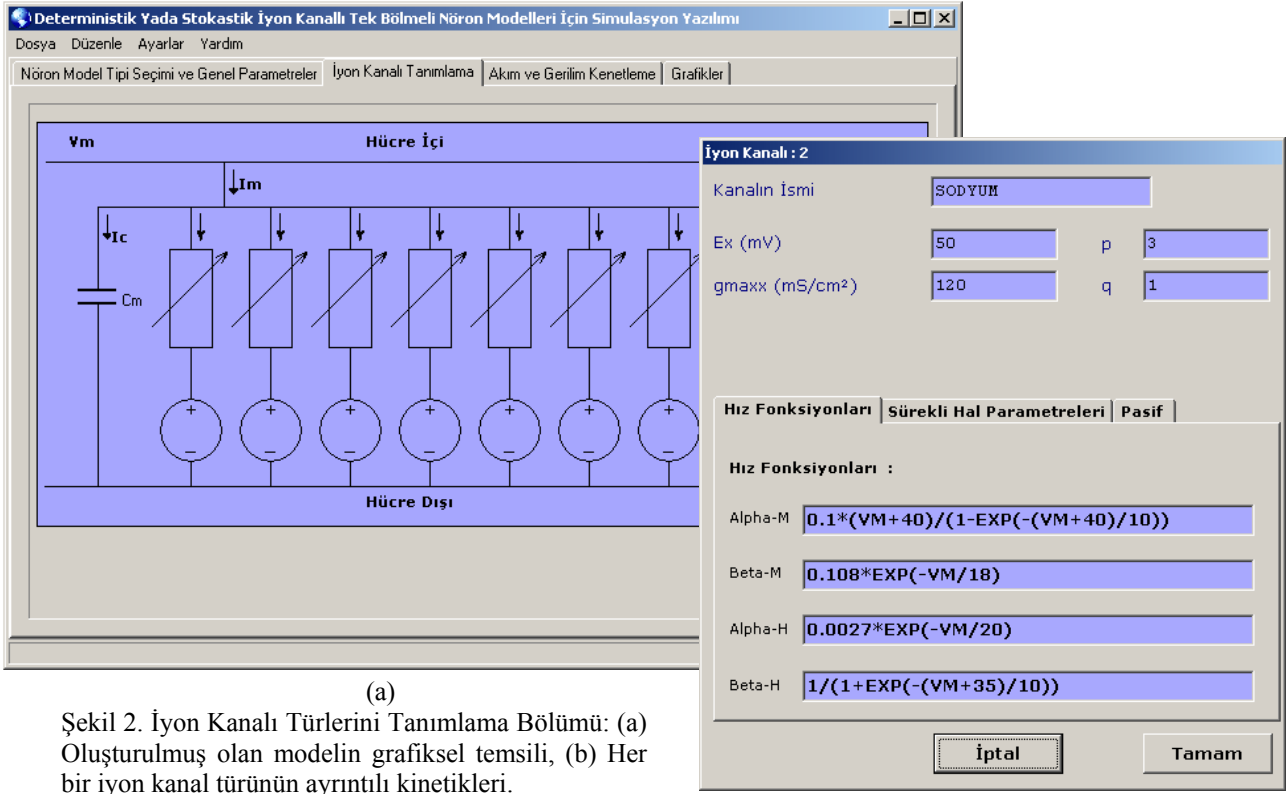 Deterministik Yada Stokastik İyon Kanallı Tek Bölmeli Nöron Modelleri İçin Simulasyon Yazılımı
Dosya Düzenle Ayarlar Yardım
Nöron Model Tipi Seçimi ve Genel Parametreler İyon Kanalı Tanımlama Akım ve Gerilim Kenetleme Grafikler
Vm Hücre İçi
Im
Ic
Cm
+ + + + + + +
− − − − − − −
Hücre Dışı
İyon Kanalı : 2
Kanalın İsmi SODYUM
Ex (mV) 50 p 3
gmaxx (mS/cm²) 120 q 1
Hız Fonksiyonları Sürekli Hal Parametreleri Pasif
Hız Fonksiyonları :
Alpha-M 0.1*(VM+40)/(1-EXP(-(VM+40)/10))
Beta-M 0.108*EXP(-VM/18)
Alpha-H 0.0027*EXP(-VM/20)
Beta-H 1/(1+EXP(-(VM+35)/10))
İptal Tamam
(a)
Şekil 2. İyon Kanalı Türlerini Tanımlama Bölümü: (a)
Oluşturulmuş olan modelin grafiksel temsili, (b) Her
bir iyon kanal türünün ayrıntılı kinetikleri.